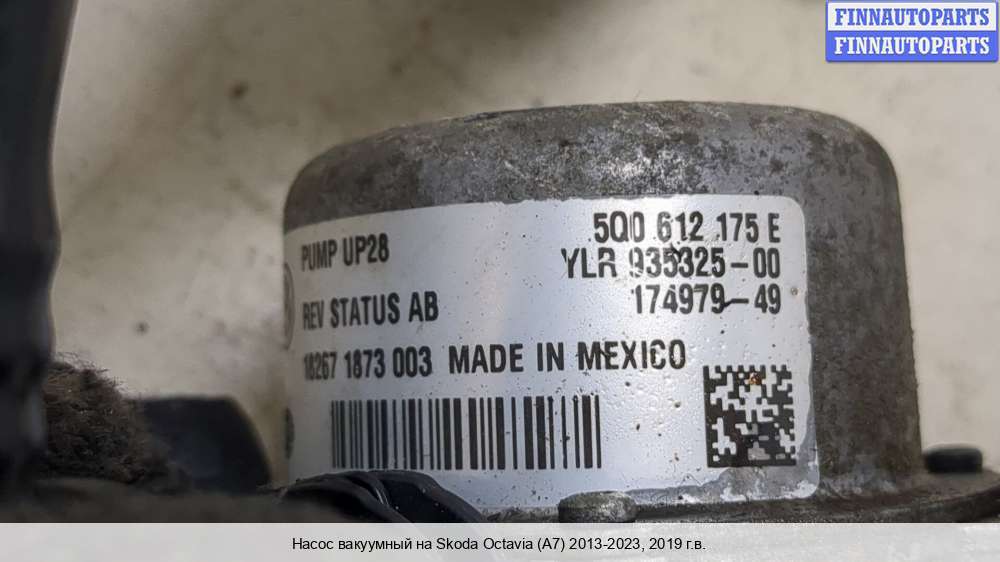 FINNAUTOPARTS
FINNAUTOPARTS
PUMP UP28
5Q0 612 175 E
YLR 935325-00
REV STATUS AB
174979-49
18267 1873 003 MADE IN MEXICO
Насос вакуумный на Skoda Octavia (A7) 2013-2023, 2019 г.в.